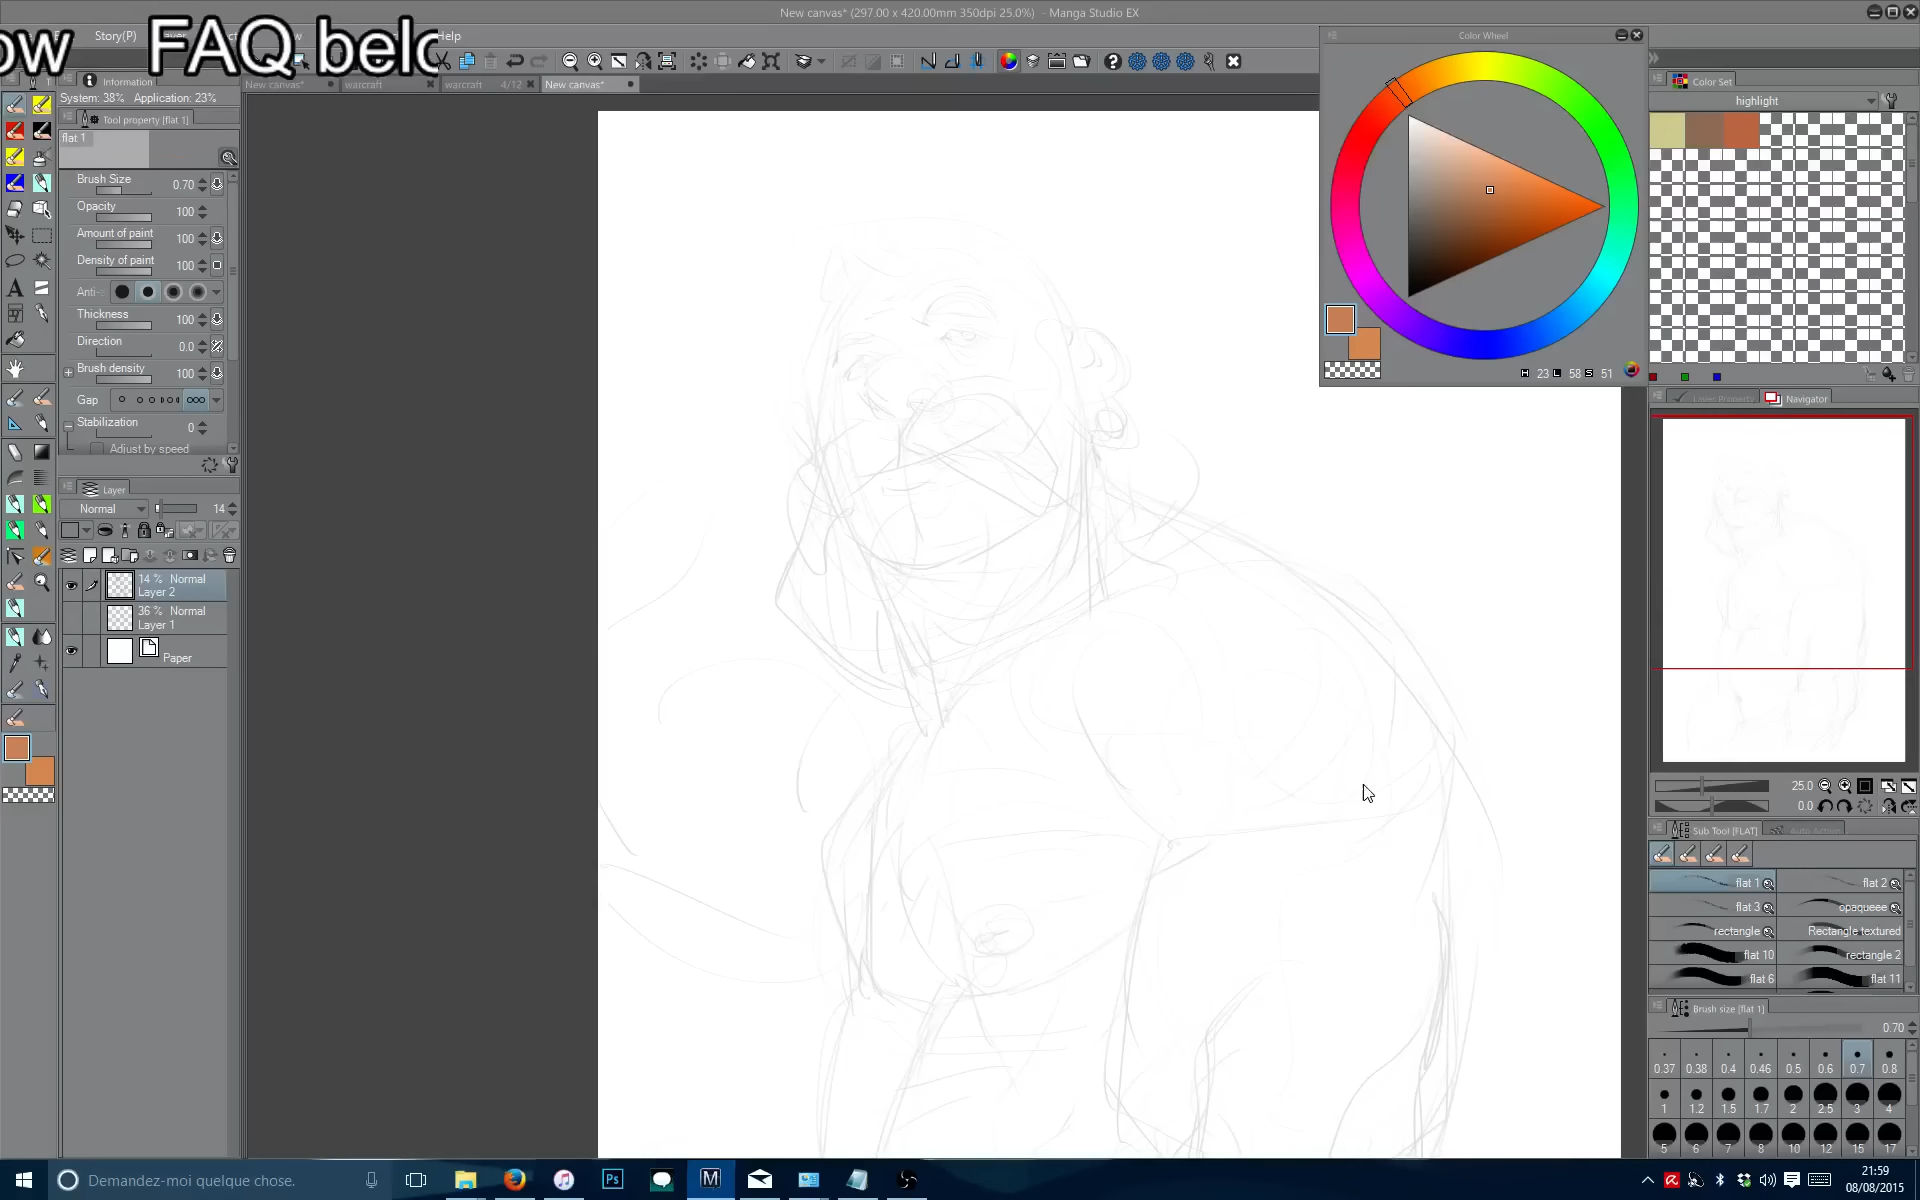 New canvas* (297.00 x 420.00mm 350dpi 25.0%) - Manga Studio EX
ow FAQ belo
Story(P)
Help
Information
New canvas*
warcraft
warcraft 4/12
New canvas*
System: 38% Application: 23%
Tool property [flat 1]
flat 1
Brush Size 0.70
Opacity 100
Amount of paint 100
Density of paint 100
Anti-
Thickness 100
Direction 0.0
Brush density 100
Gap
Stabilization 0
Adjust by speed
Layer
Normal 14
14 % Normal
Layer 2
36 % Normal
Layer 1
Paper
Color Wheel
H 23 L 58 S 51
Color Set
highlight
Layer Property
Navigator
25.0
0.0
Sub Tool [FLAT]
Auto Action
flat 1
flat 2
flat 3
opaqueee
rectangle
Rectangle textured
flat 10
rectangle 2
flat 6
flat 11
Brush size [flat 1]
0.70
0.37 0.38 0.4 0.46 0.5 0.6 0.7 0.8
1 1.2 1.5 1.7 2 2.5 3 4
5 6 7 8 10 12 15 17
Demandez-moi quelque chose.
Ps
M
21:59
08/08/2015